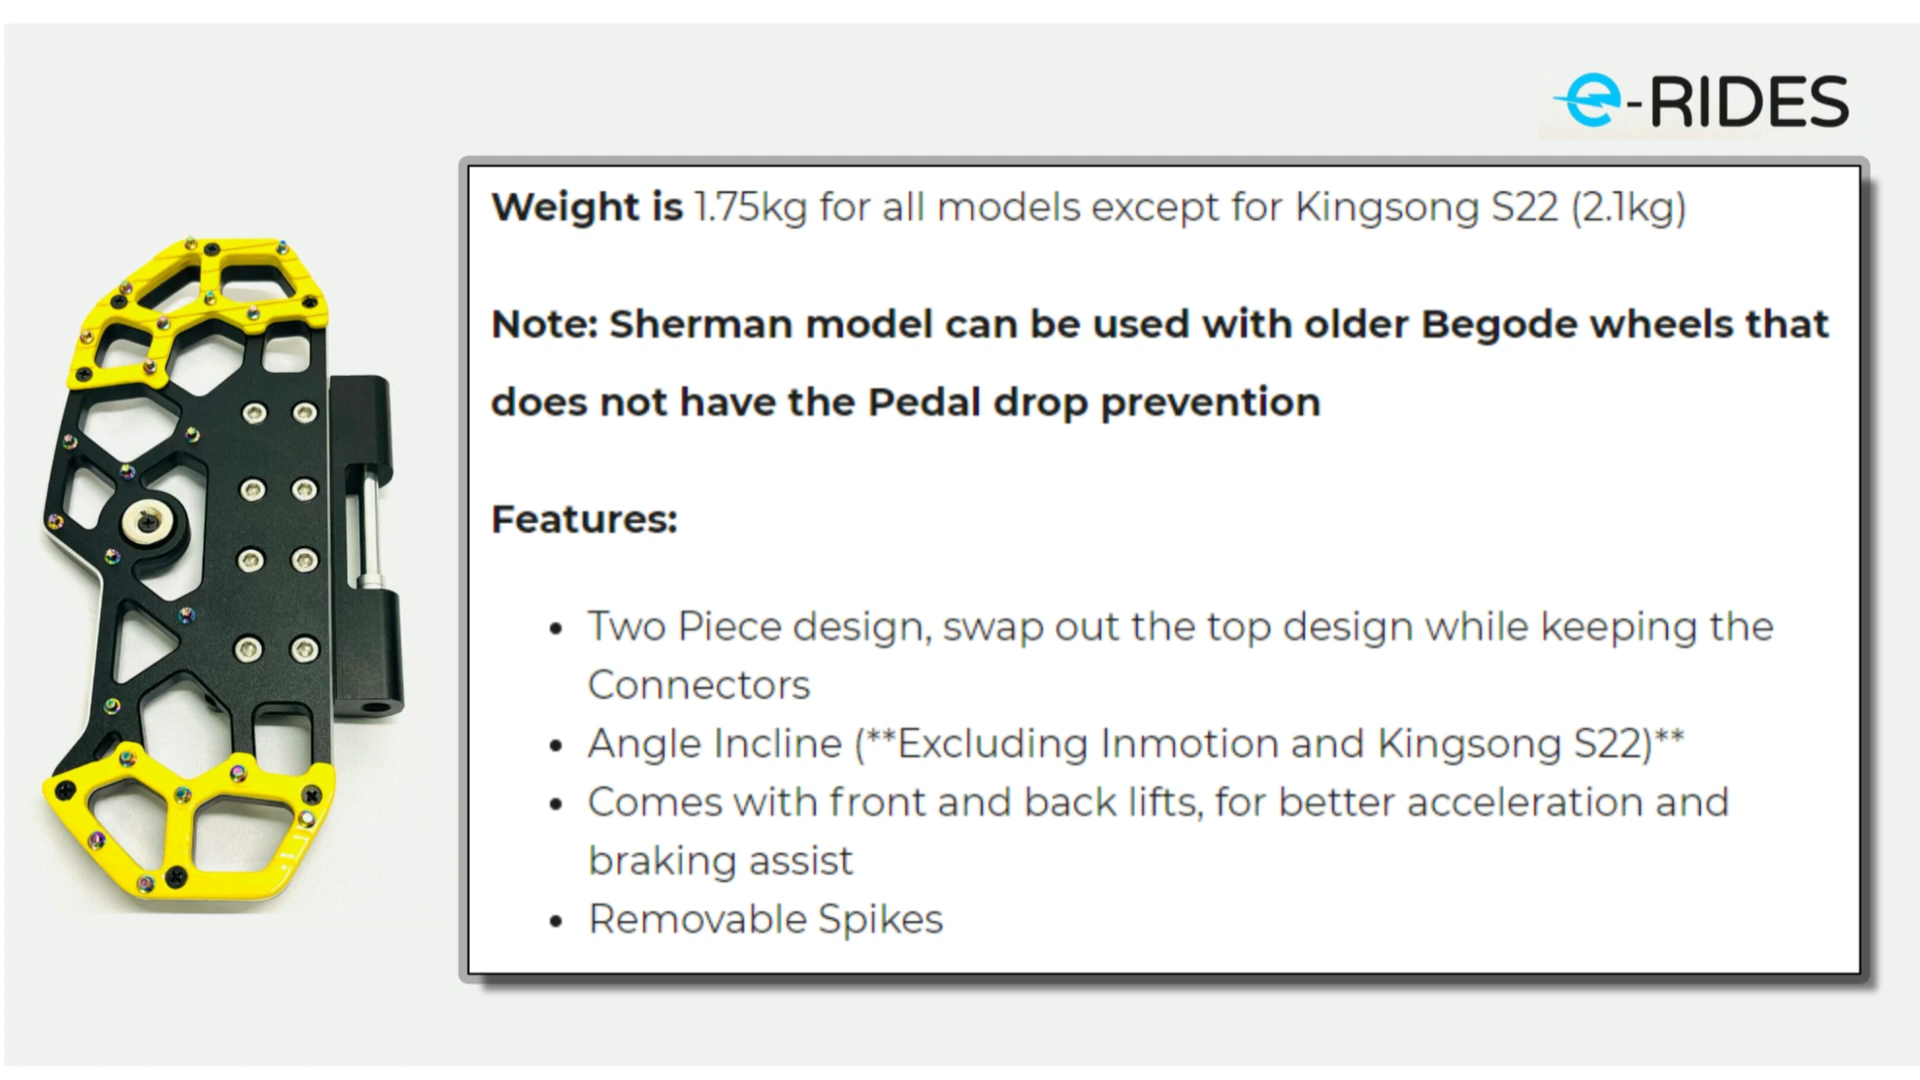 e-RIDES
Weight is 1.75kg for all models except for Kingsong S22 (2.1kg)
Note: Sherman model can be used with older Begode wheels that
does not have the Pedal drop prevention
Features:
• Two Piece design, swap out the top design while keeping the
Connectors
• Angle Incline (**Excluding Inmotion and Kingsong S22)**
• Comes with front and back lifts, for better acceleration and
braking assist
• Removable Spikes